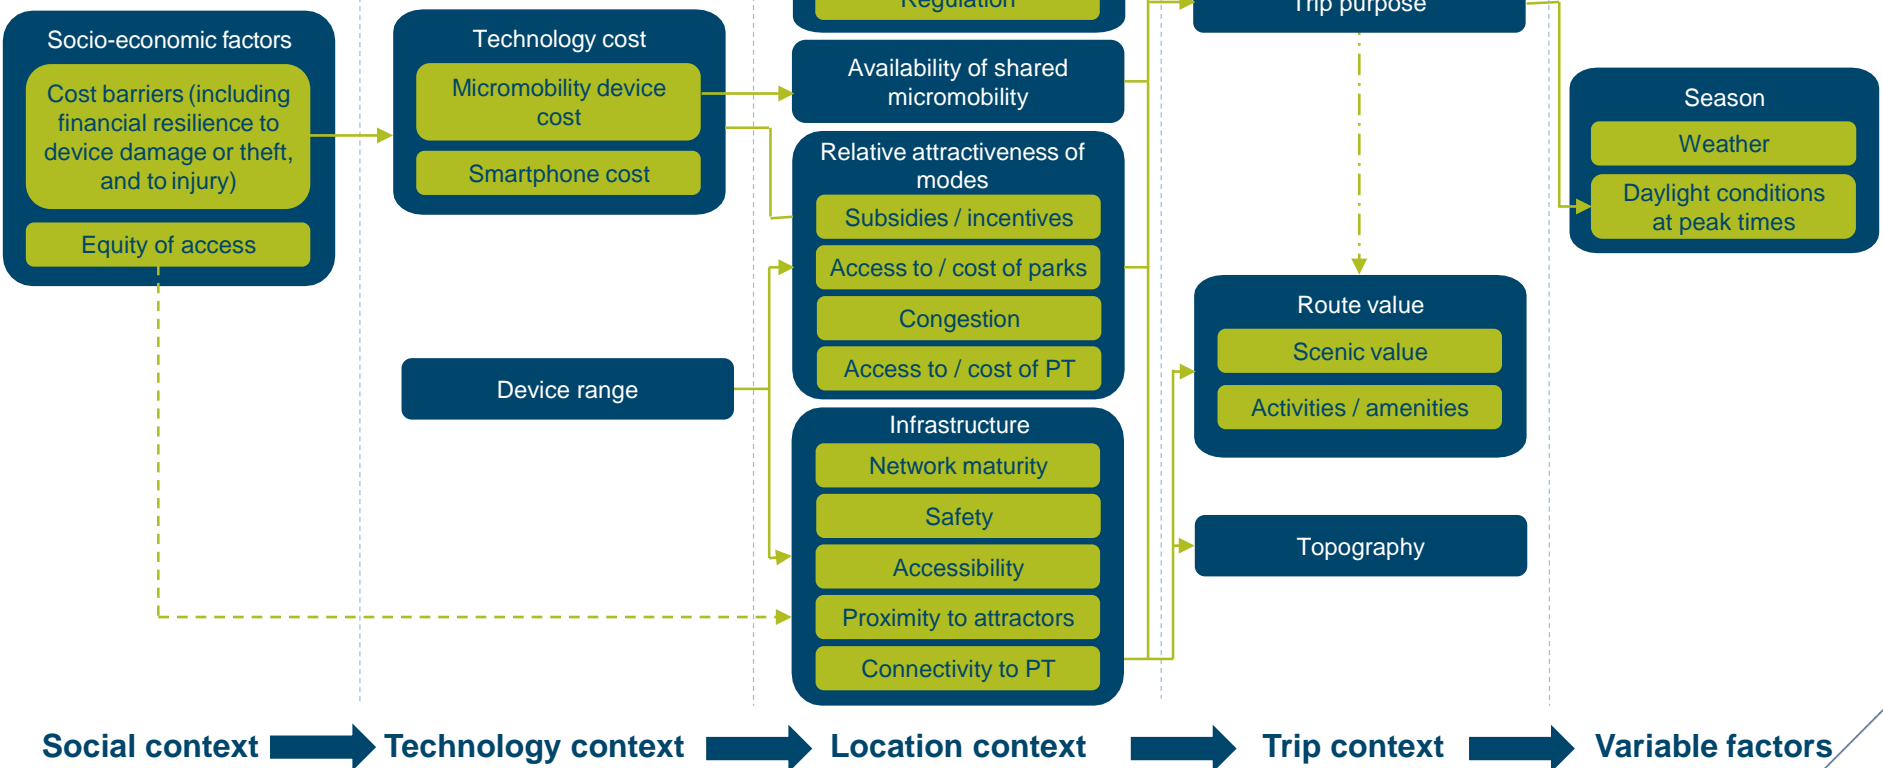 Socio-economic factors
Cost barriers (including
financial resilience to
device damage or theft,
and to injury)
Equity of access
Technology cost
Micromobility device
cost
Smartphone cost
Device range
Regulation
Availability of shared
micromobility
Relative attractiveness of
modes
Subsidies / incentives
Access to / cost of parks
Congestion
Access to / cost of PT
Infrastructure
Network maturity
Safety
Accessibility
Proximity to attractors
Connectivity to PT
Trip purpose
Route value
Scenic value
Activities / amenities
Topography
Season
Weather
Daylight conditions
at peak times
Social context
Technology context
Location context
Trip context
Variable factors